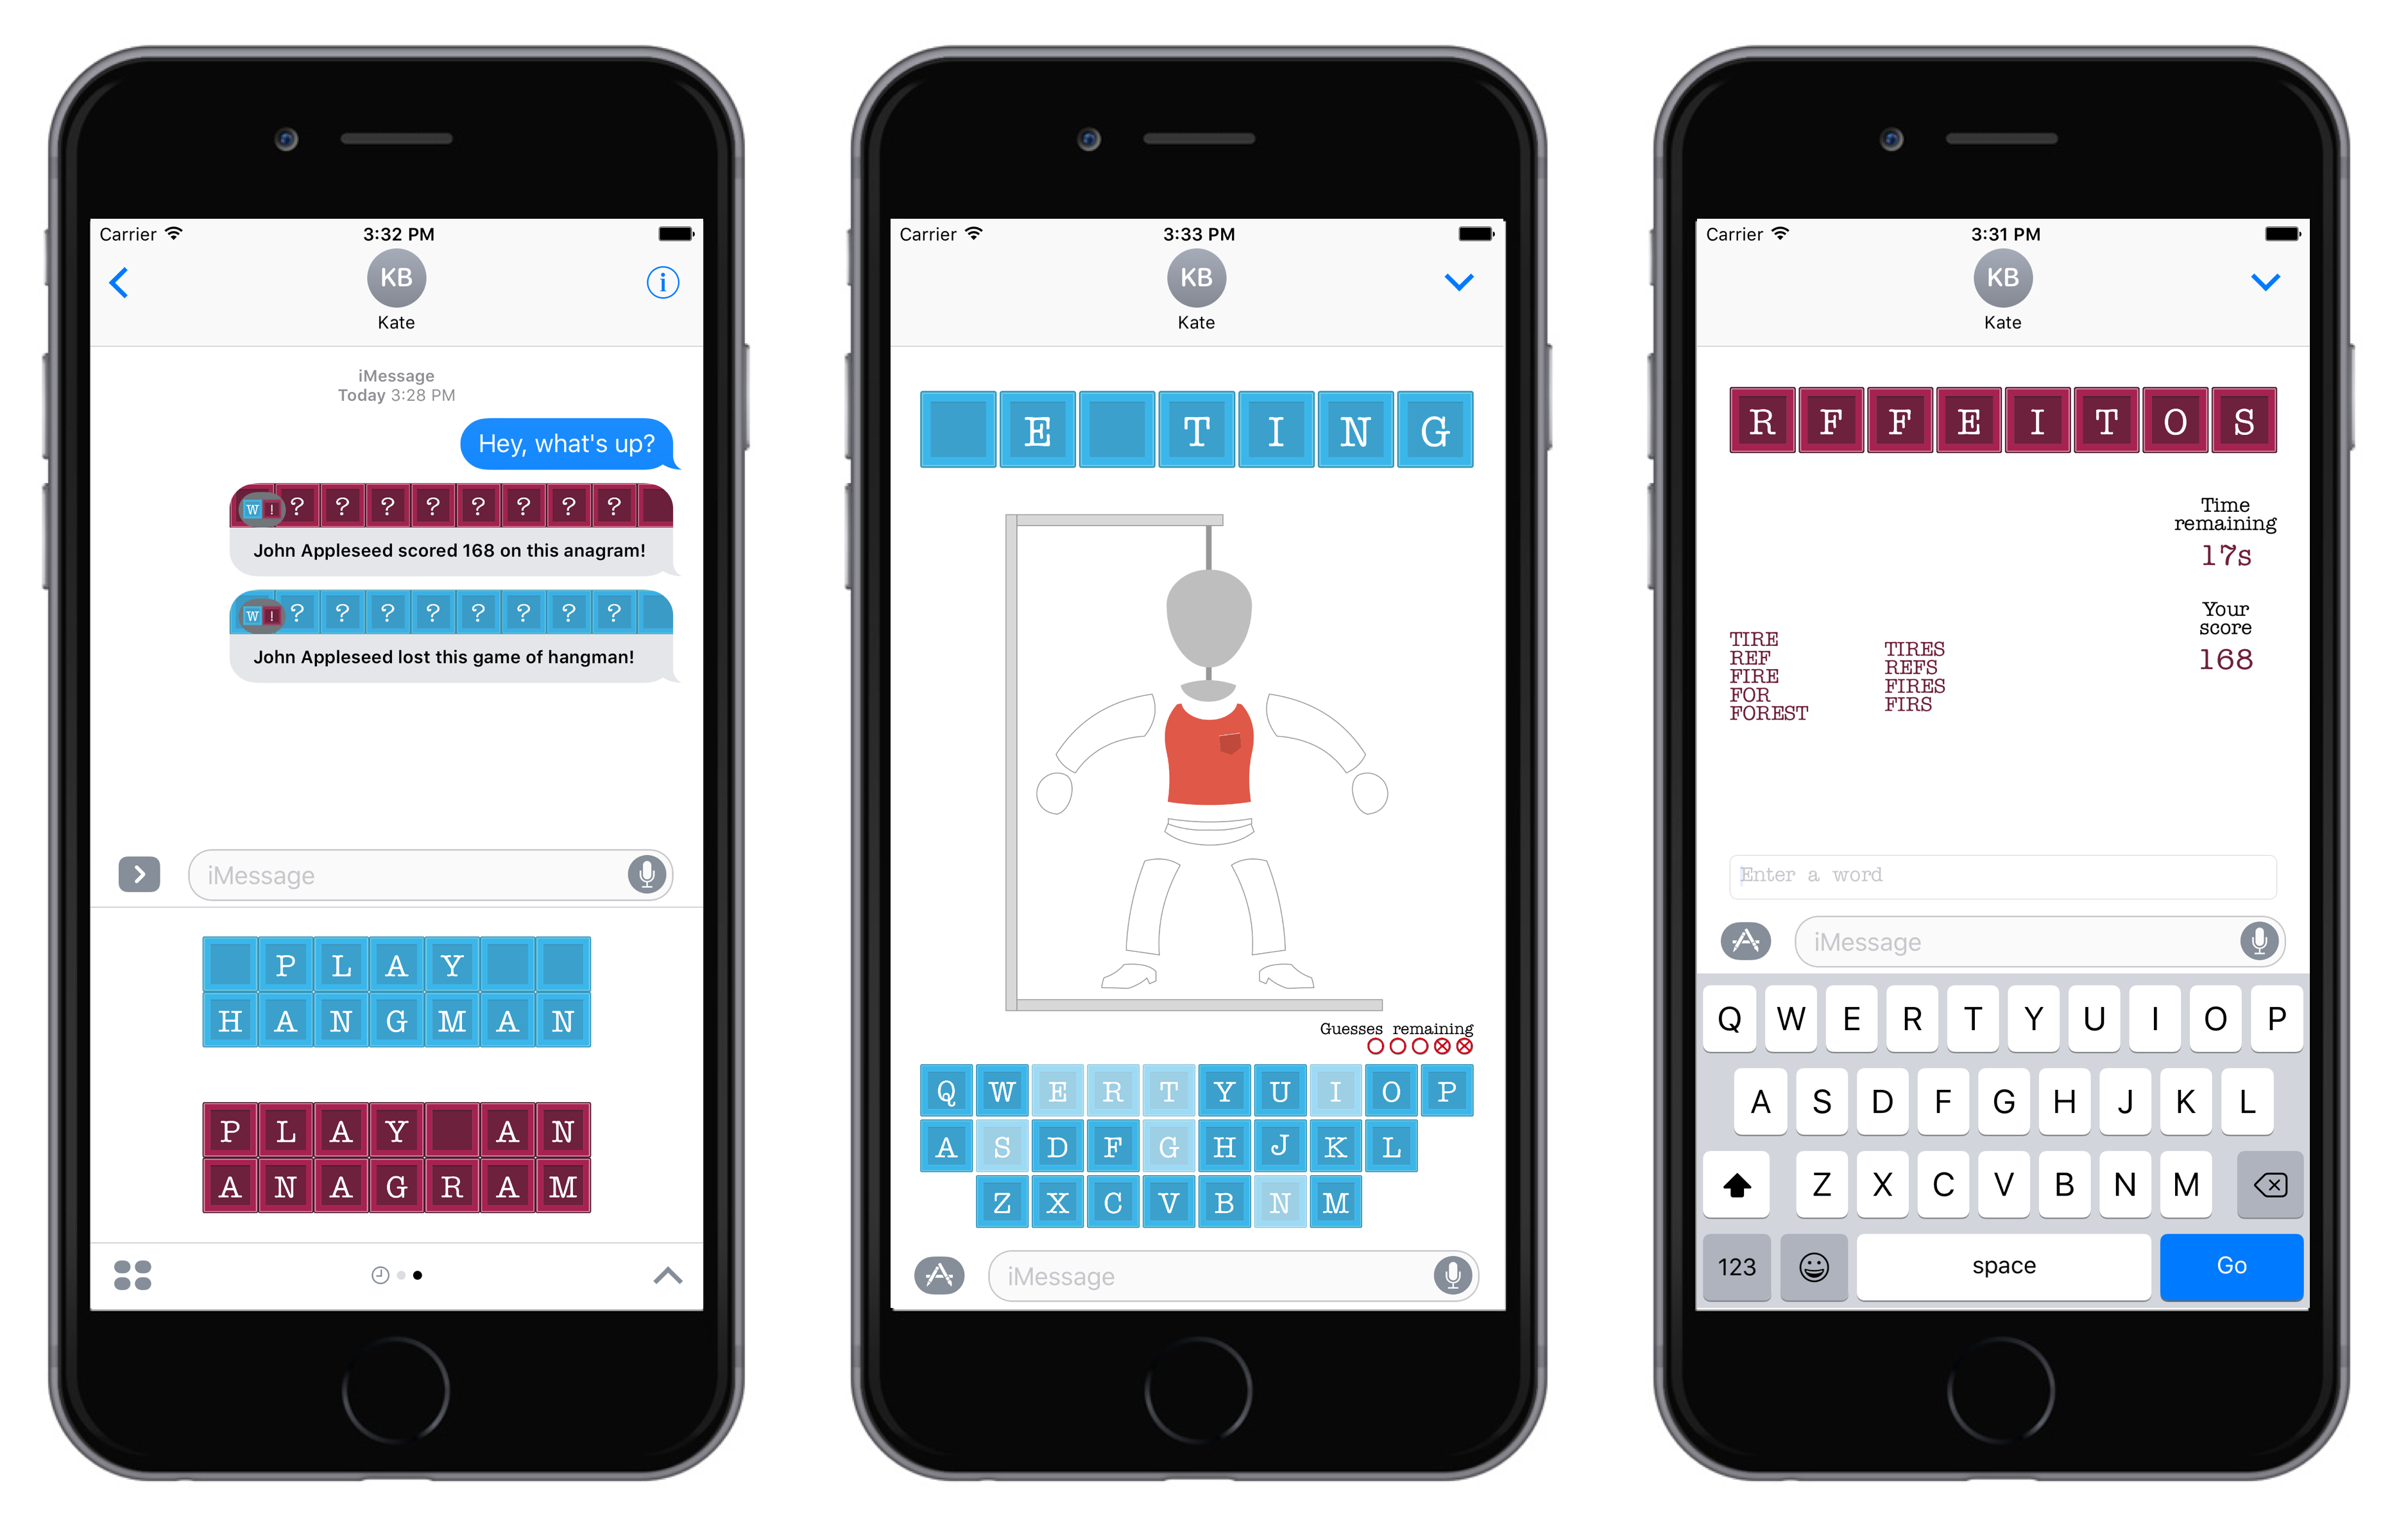 Carrier 3:32 PM
KB
Kate
iMessage
Today 3:28 PM
Hey, what's up?
W ! ? ? ? ? ? ? ? ?
John Appleseed scored 168 on this anagram!
W ! ? ? ? ? ? ? ? ?
John Appleseed lost this game of hangman!
iMessage
P L A Y
H A N G M A N
P L A Y A N
A N A G R A M
Carrier 3:33 PM
KB
Kate
E T I N G
Guesses remaining
Q W E R T Y U I O P
A S D F G H J K L
Z X C V B N M
iMessage
Carrier 3:31 PM
KB
Kate
R F F E I T O S
Time
remaining
17s
Your
score
168
TIRE
REF
FIRE
FOR
FOREST
TIRES
REFS
FIRES
FIRS
Enter a word
iMessage
Q W E R T Y U I O P
A S D F G H J K L
Z X C V B N M
123 space Go